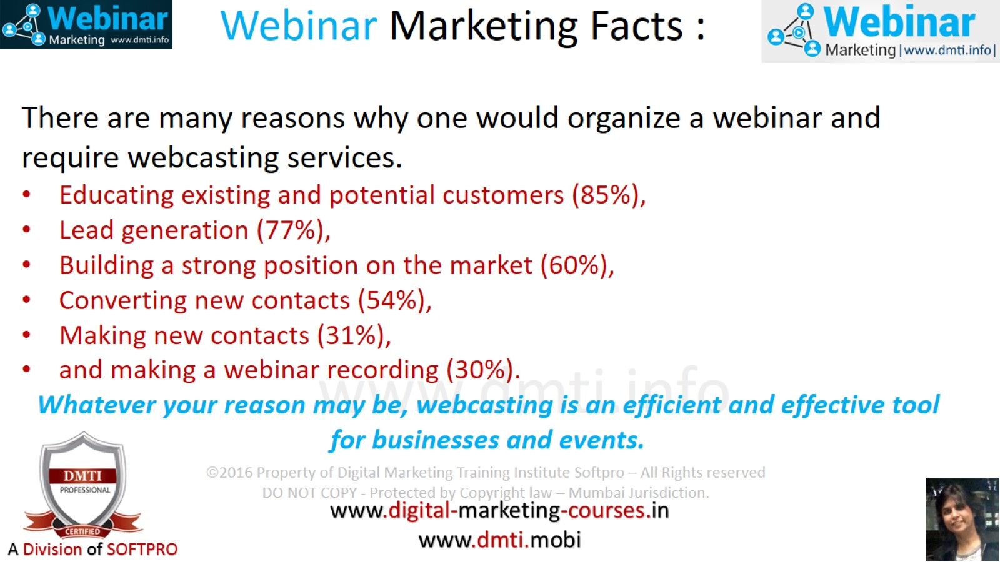 Webinar
Marketing www.dmti.info
Webinar Marketing Facts :
Webinar
Marketing|www.dmti.info|
There are many reasons why one would organize a webinar and
require webcasting services.
• Educating existing and potential customers (85%),
• Lead generation (77%),
• Building a strong position on the market (60%),
• Converting new contacts (54%),
• Making new contacts (31%),
• and making a webinar recording (30%).
www.dmti.info
Whatever your reason may be, webcasting is an efficient and effective tool
for businesses and events.
©2016 Property of Digital Marketing Training Institute Softpro – All Rights reserved
DO NOT COPY - Protected by Copyright law – Mumbai Jurisdiction.
www.digital-marketing-courses.in
www.dmti.mobi
DMTI
PROFESSIONAL
CERTIFIED
A Division of SOFTPRO